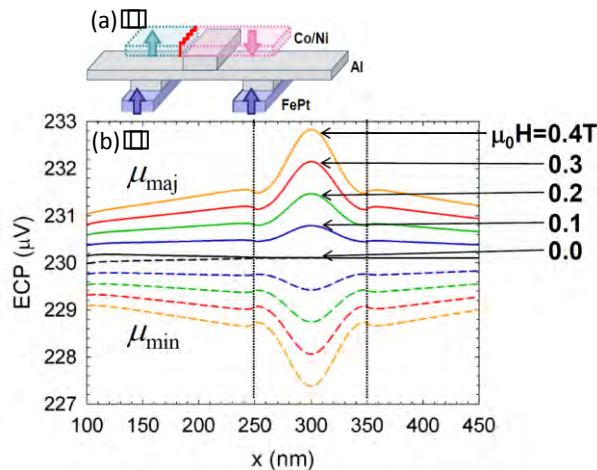 (a)
Co/Ni
Al
FePt
(b)
233
232
231
230
229
228
227
ECP (μV)
μmaj
μmin
μ₀H=0.4T
0.3
0.2
0.1
0.0
100 150 200 250 300 350 400 450
x (nm)